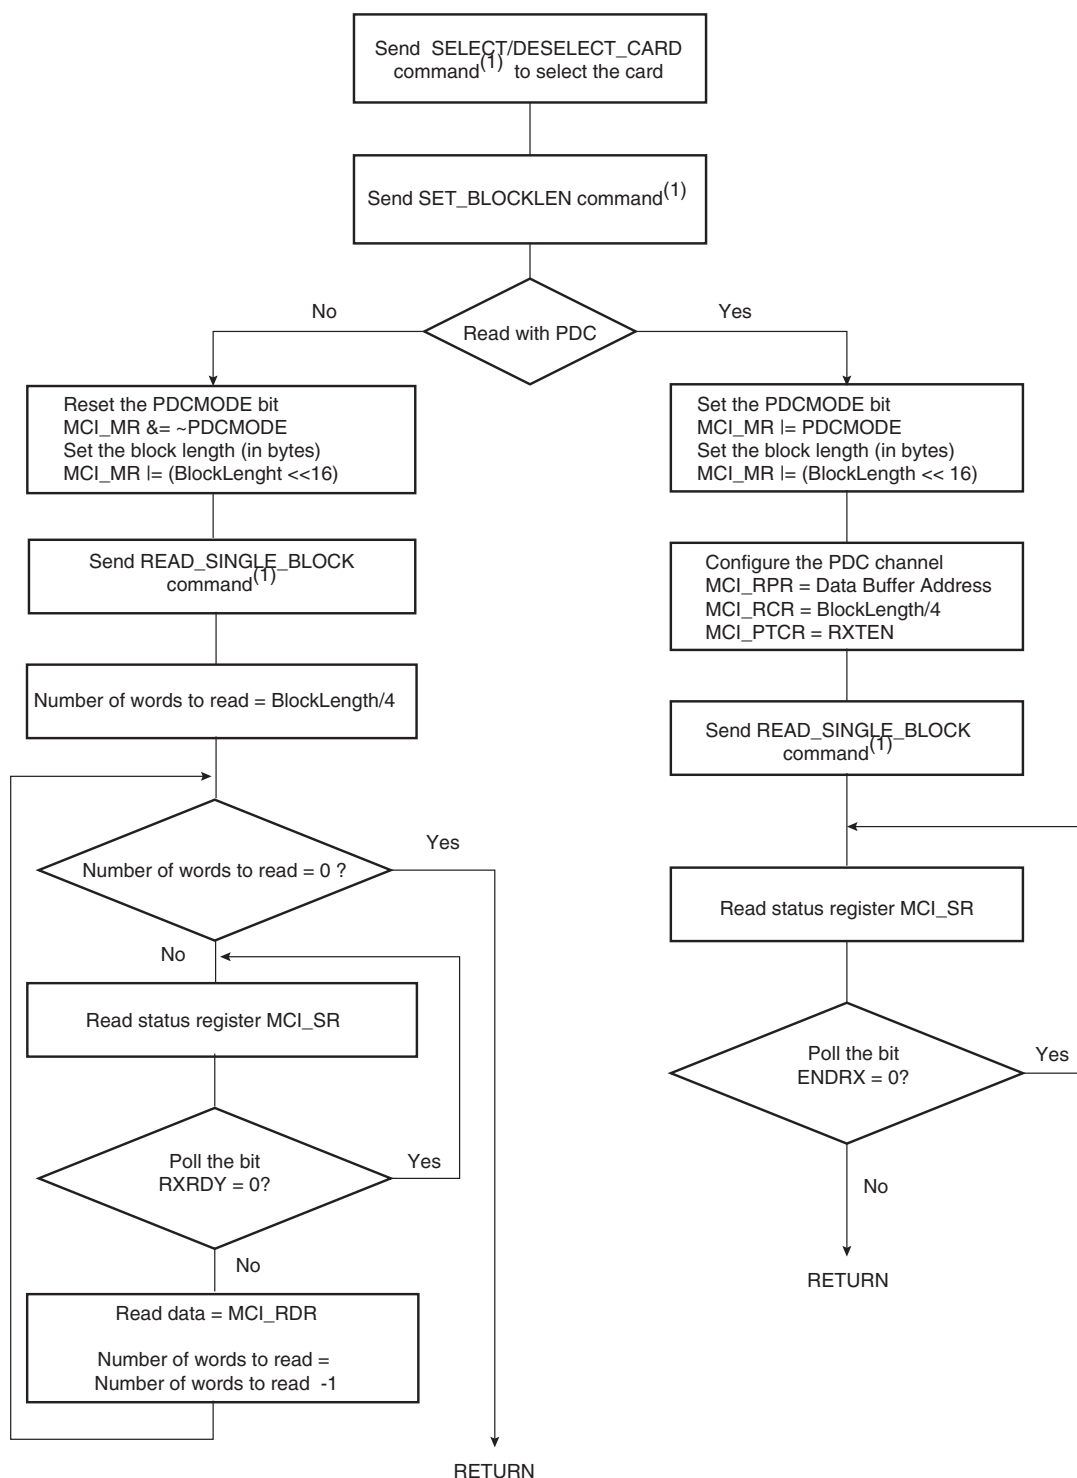 Send SELECT/DESELECT_CARD
command(1) to select the card
Send SET_BLOCKLEN command(1)
No
Yes
Read with PDC
Reset the PDCMODE bit
MCI_MR &= ~PDCMODE
Set the block length (in bytes)
MCI_MR |= (BlockLenght <<16)
Send READ_SINGLE_BLOCK
command(1)
Number of words to read = BlockLength/4
Number of words to read = 0 ?
Yes
No
Read status register MCI_SR
Poll the bit
RXRDY = 0?
Yes
No
Read data = MCI_RDR
Number of words to read =
Number of words to read -1
RETURN
Set the PDCMODE bit
MCI_MR |= PDCMODE
Set the block length (in bytes)
MCI_MR |= (BlockLength << 16)
Configure the PDC channel
MCI_RPR = Data Buffer Address
MCI_RCR = BlockLength/4
MCI_PTCR = RXTEN
Send READ_SINGLE_BLOCK
command(1)
Read status register MCI_SR
Poll the bit
ENDRX = 0?
Yes
No
RETURN